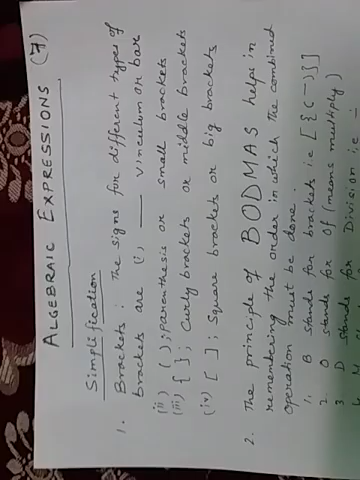 ALGEBRAIC EXPRESSIONS (7)
Simplification
1. Brackets : The signs for different types of
brackets are (i) ___ vinculum or bar
(ii) ( ) ; parenthesis or small brackets
(iii) { } ; Curly brackets or middle brackets
(iv) [ ] ; Square brackets or big brackets
2. The principle of BODMAS helps in
remembering the order in which the combined
operation must be done.
1. B stands for brackets i.e [ { ( — ) } ]
2. O stands for Of (means multiply)
3 D stands for Division i.e ÷